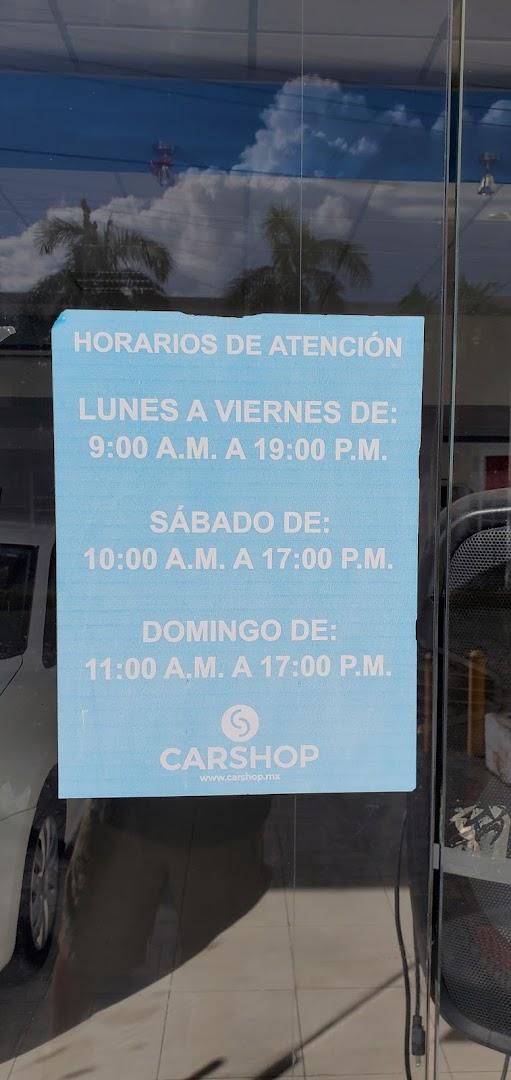 HORARIOS DE ATENCIÓN
LUNES A VIERNES DE:
9:00 A.M. A 19:00 P.M.
SÁBADO DE:
10:00 A.M. A 17:00 P.M.
DOMINGO DE:
11:00 A.M. A 17:00 P.M.
CARSHOP
www.carshop.mx